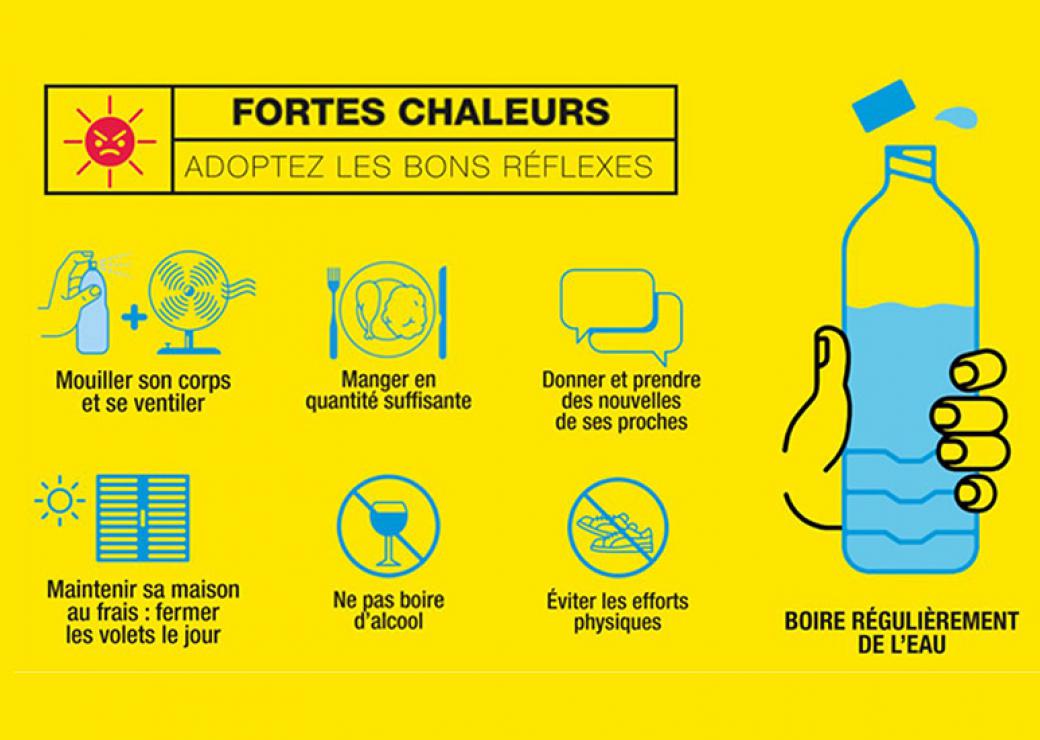 FORTES CHALEURS
ADOPTEZ LES BONS RÉFLEXES
Mouiller son corps
et se ventiler
Manger en
quantité suffisante
Donner et prendre
des nouvelles
de ses proches
Maintenir sa maison
au frais : fermer
les volets le jour
Ne pas boire
d'alcool
Éviter les efforts
physiques
BOIRE RÉGULIÈREMENT
DE L'EAU